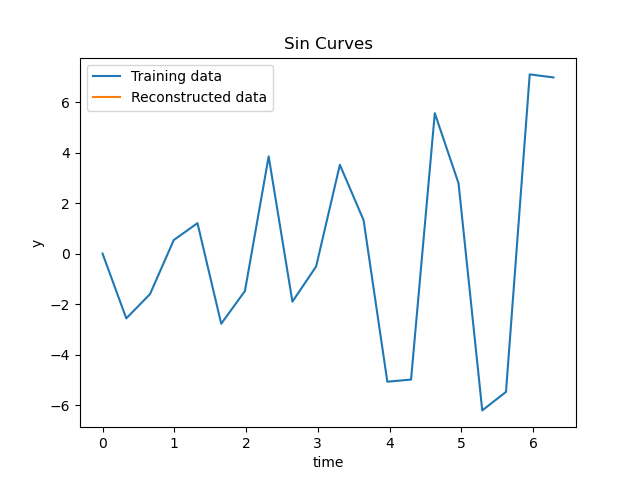 Sin Curves
Training data
Reconstructed data
y
6
4
2
0
−2
−4
−6
0 1 2 3 4 5 6
time